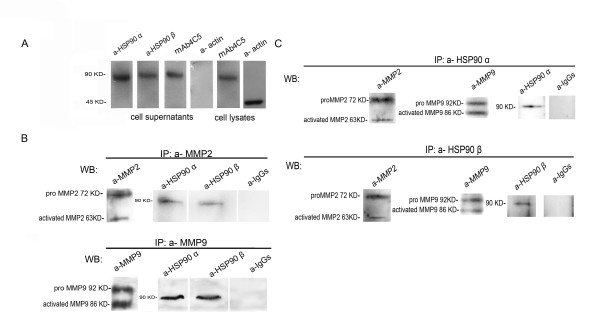 A
a-HSP90 α a-HSP90 β mAb4C5 a- actin mAb4C5 a- actin
90 KD-
45 KD-
cell supernatants cell lysates
B
IP: a- MMP2
WB: a-MMP2 a-HSP90 α a-HSP90 β a-IgGs
pro MMP2 72 KD-
90 KD-
activated MMP2 63KD-
IP: a- MMP9
WB: a-MMP9 a-HSP90 α a-HSP90 β a-IgGs
pro MMP9 92 KD-
90 KD-
activated MMP9 86 KD-
C
IP: a- HSP90 α
WB: a-MMP2 a-MMP9 a-HSP90 α a-IgGs
proMMP2 72 KD- pro MMP9 92KD- 90 KD-
activated MMP2 63KD- activated MMP9 86 KD-
IP: a- HSP90 β
WB: a-MMP2 a-MMP9 a-HSP90 β a-IgGs
proMMP2 72 KD- pro MMP9 92KD- 90 KD-
activated MMP2 63KD- activated MMP9 86 KD-